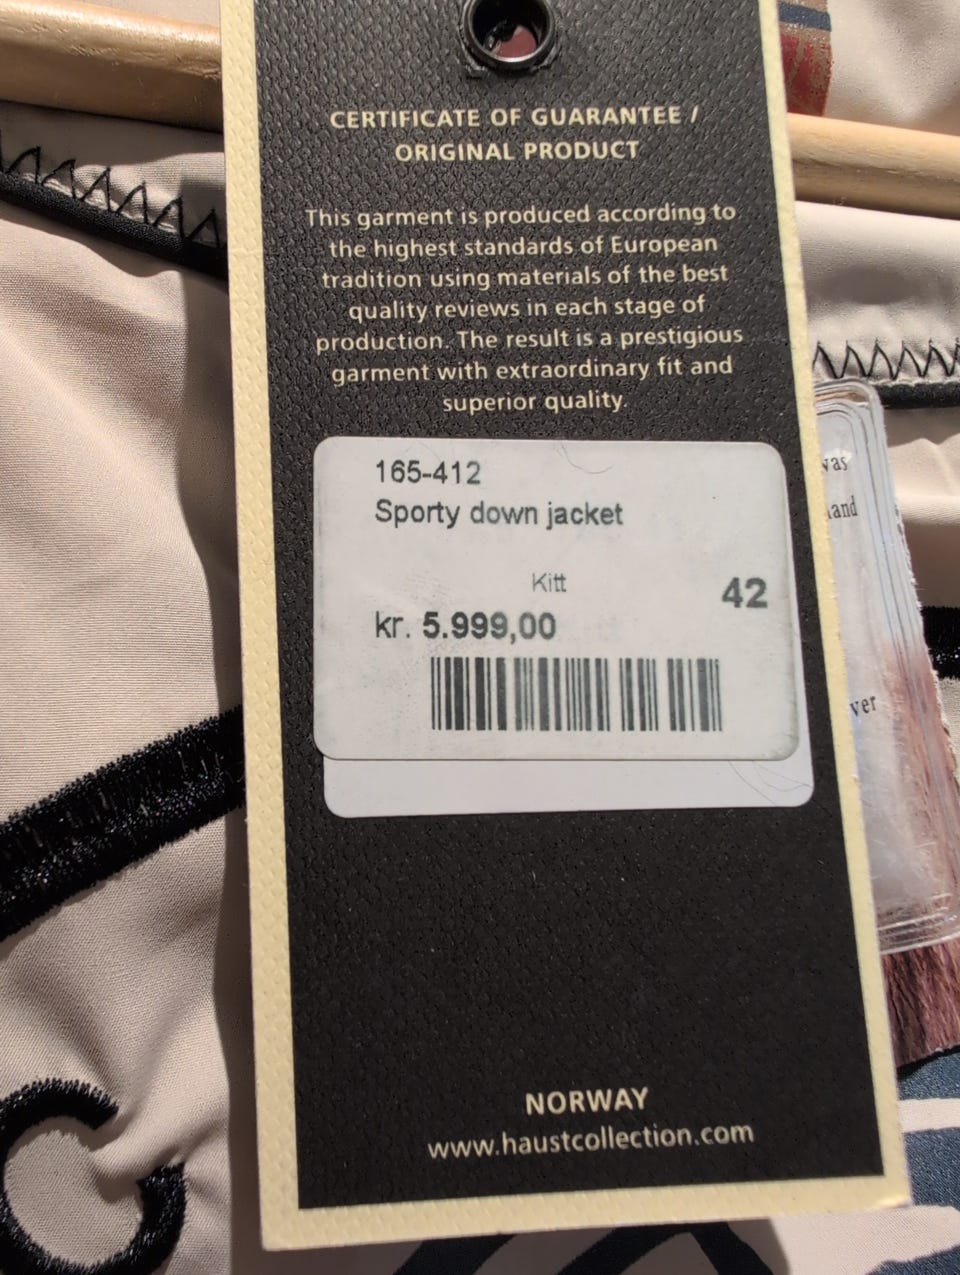 CERTIFICATE OF GUARANTEE /
ORIGINAL PRODUCT
This garment is produced according to
the highest standards of European
tradition using materials of the best
quality reviews in each stage of
production. The result is a prestigious
garment with extraordinary fit and
superior quality.
165-412
Sporty down jacket
Kitt
42
kr. 5.999,00
NORWAY
www.haustcollection.com